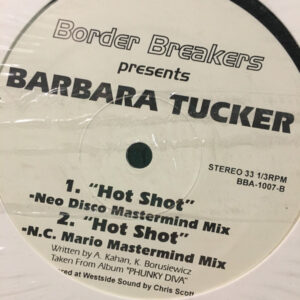 Border Breakers
presents
BARBARA TUCKER
STEREO 33 1/3RPM
BBA-1007-B
1. "Hot Shot"
-Neo Disco Mastermind Mix
2. "Hot Shot"
-N.C. Mario Mastermind Mix
Written by A. Kahan, K. Borusiewicz
Taken From Album "PHUNKY DIVA"
ered at Westside Sound by Chris Scott